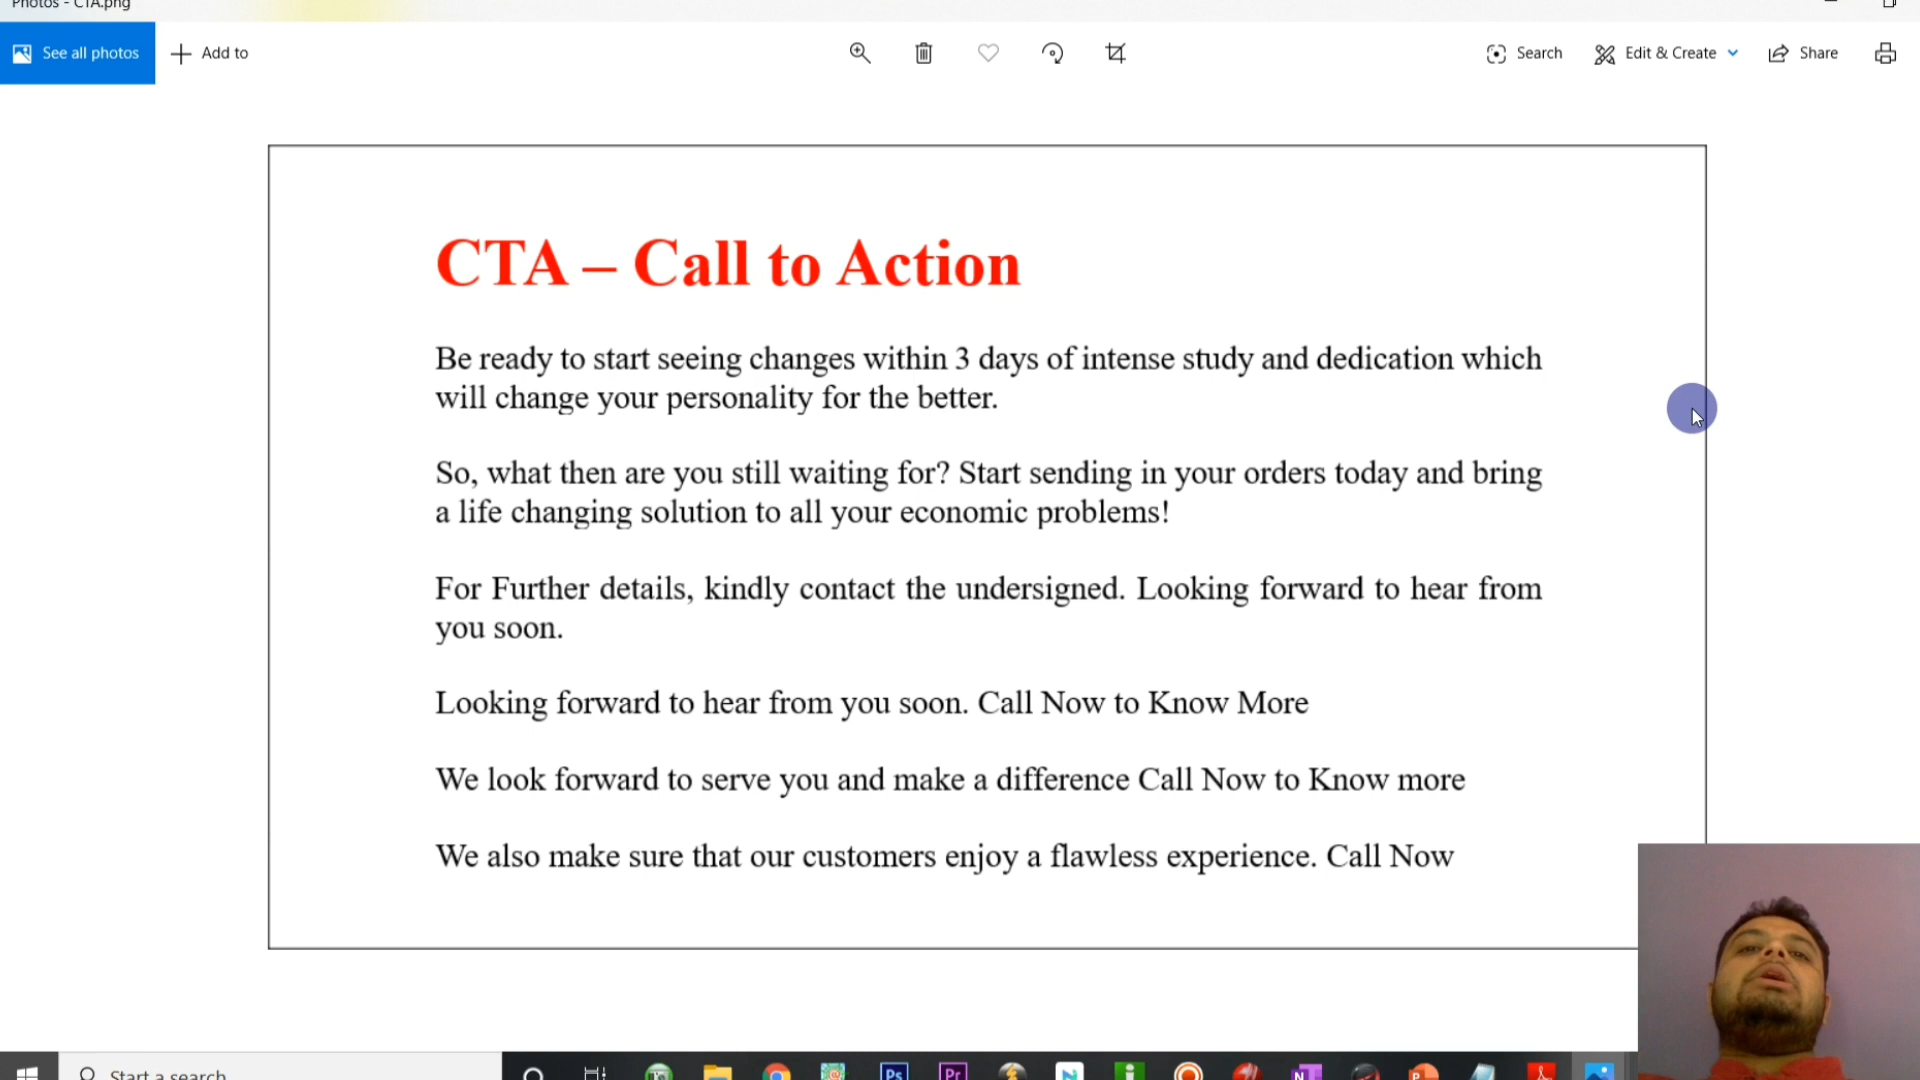 Photos - CTA.png
See all photos
Add to
Search
Edit & Create
Share
CTA – Call to Action
Be ready to start seeing changes within 3 days of intense study and dedication which
will change your personality for the better.
So, what then are you still waiting for? Start sending in your orders today and bring
a life changing solution to all your economic problems!
For Further details, kindly contact the undersigned. Looking forward to hear from
you soon.
Looking forward to hear from you soon. Call Now to Know More
We look forward to serve you and make a difference Call Now to Know more
We also make sure that our customers enjoy a flawless experience. Call Now
Start a search
Ps
Pr
N
N
P